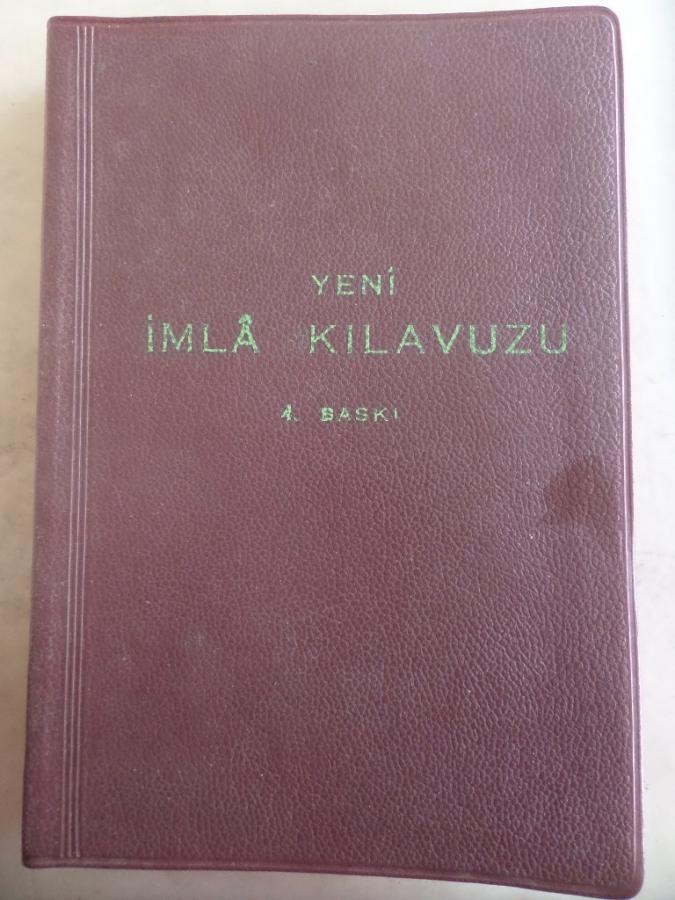 YENİ
İMLÂ KILAVUZU
4. BASKI